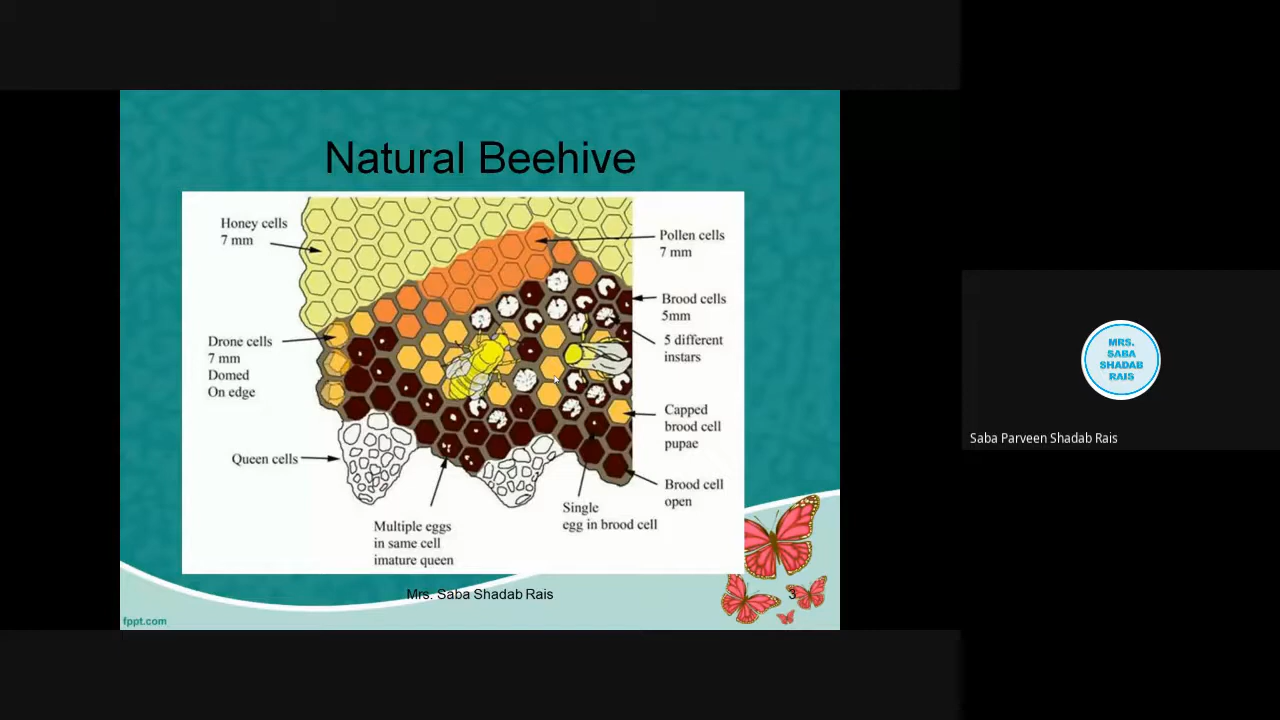 Natural Beehive
Honey cells
7 mm
Pollen cells
7 mm
Brood cells
5mm
5 different
instars
Drone cells
7 mm
Domed
On edge
Capped
brood cell
pupae
Queen cells
Brood cell
open
Single
egg in brood cell
Multiple eggs
in same cell
imature queen
Mrs. Saba Shadab Rais
3
fppt.com
MRS.
SABA
SHADAB
RAIS
Saba Parveen Shadab Rais